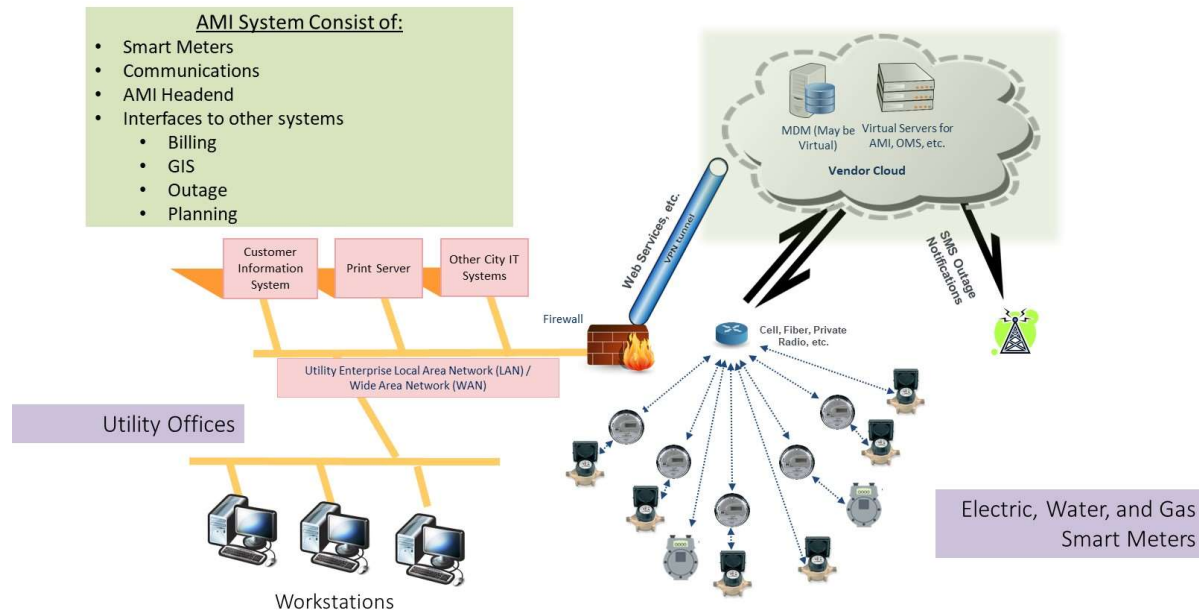 AMI System Consist of:
• Smart Meters
• Communications
• AMI Headend
• Interfaces to other systems
• Billing
• GIS
• Outage
• Planning
MDM (May be
Virtual)
Virtual Servers for
AMI, OMS, etc.
Vendor Cloud
Web Services, etc.
VPN tunnel
SMS Outage
Notifications
Customer
Information
System
Print Server
Other City IT
Systems
Firewall
Cell, Fiber, Private
Radio, etc.
Utility Enterprise Local Area Network (LAN) /
Wide Area Network (WAN)
Utility Offices
Electric, Water, and Gas
Smart Meters
Workstations